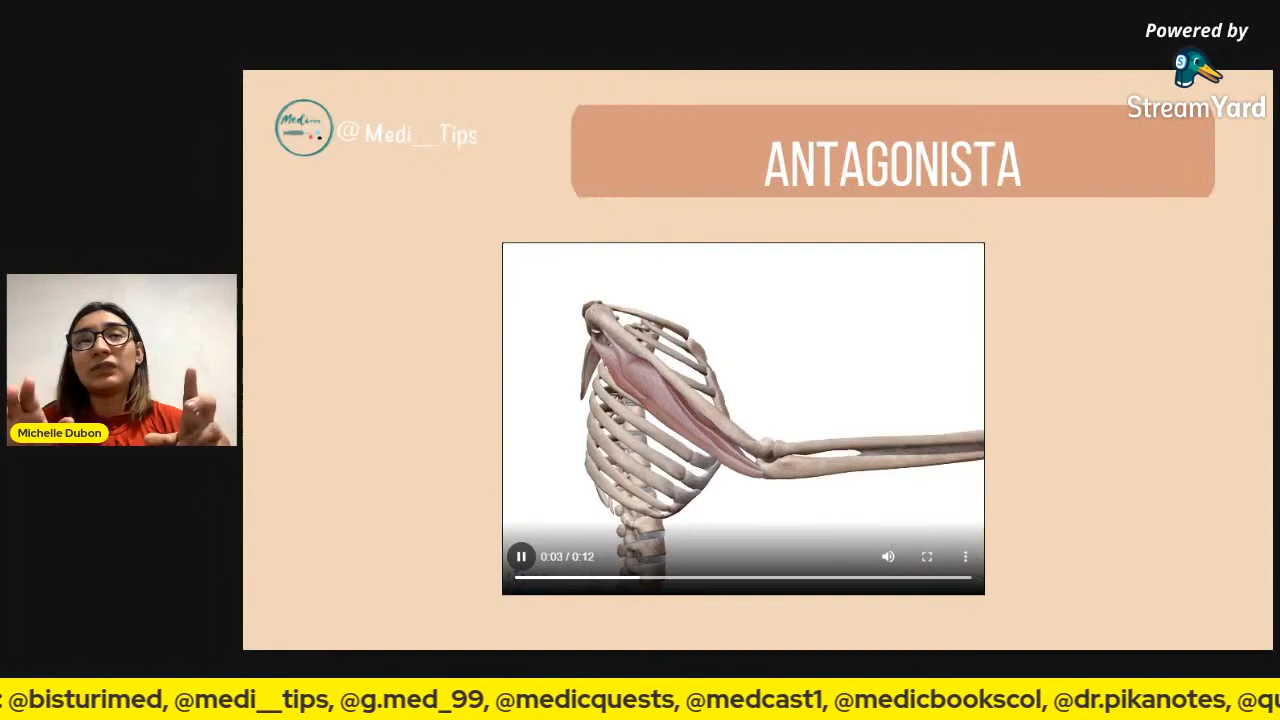 Powered by
StreamYard
Medi
@ Medi__Tips
ANTAGONISTA
Michelle Dubon
0:03 / 0:12
: @bisturimed, @medi__tips, @g.med_99, @medicquests, @medcast1, @medicbookscol, @dr.pikanotes, @qu